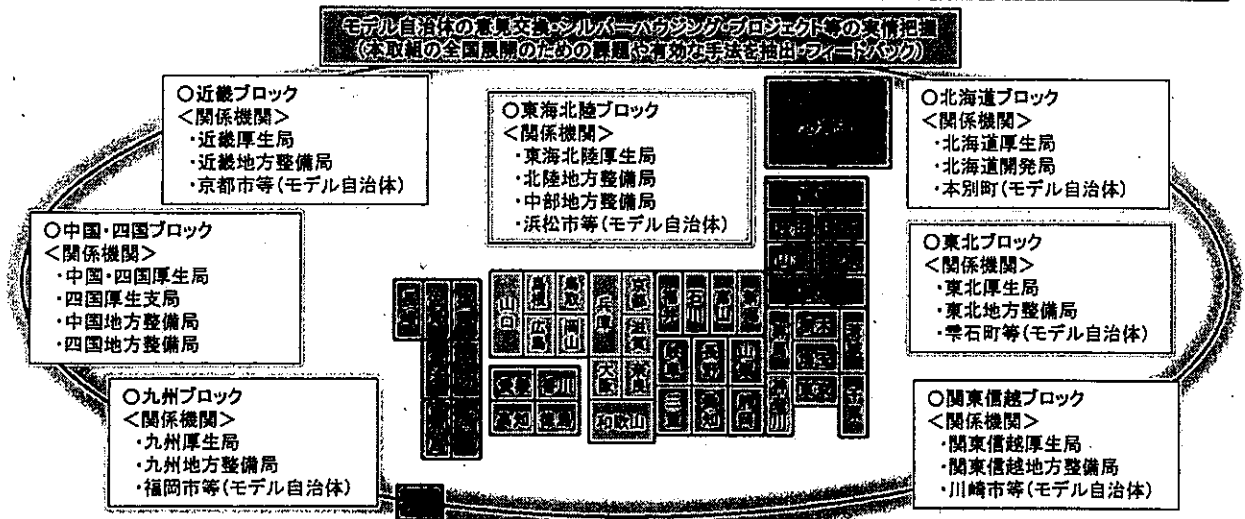 モデル自治体の意見交換・シルバーハウジング・プロジェクト等の実情把握
(本取組の全国展開のための課題や有効な手法を抽出・フィードバック)
○近畿ブロック
<関係機関>
・近畿厚生局
・近畿地方整備局
・京都市等(モデル自治体)
○東海北陸ブロック
<関係機関>
・東海北陸厚生局
・北陸地方整備局
・中部地方整備局
・浜松市等(モデル自治体)
○北海道ブロック
<関係機関>
・北海道厚生局
・北海道開発局
・本別町(モデル自治体)
○中国・四国ブロック
<関係機関>
・中国・四国厚生局
・四国厚生支局
・中国地方整備局
・四国地方整備局
○東北ブロック
<関係機関>
・東北厚生局
・東北地方整備局
・雫石町等(モデル自治体)
○九州ブロック
<関係機関>
・九州厚生局
・九州地方整備局
・福岡市等(モデル自治体)
○関東信越ブロック
<関係機関>
・関東信越厚生局
・関東信越地方整備局
・川崎市等(モデル自治体)
山口
島根
鳥取
兵庫
京都
福井
石川
富山
広島
岡山
滋賀
大阪
奈良
和歌山
岐阜
長野
山梨
三重
愛知
静岡
高知
徳島
香川
神奈川